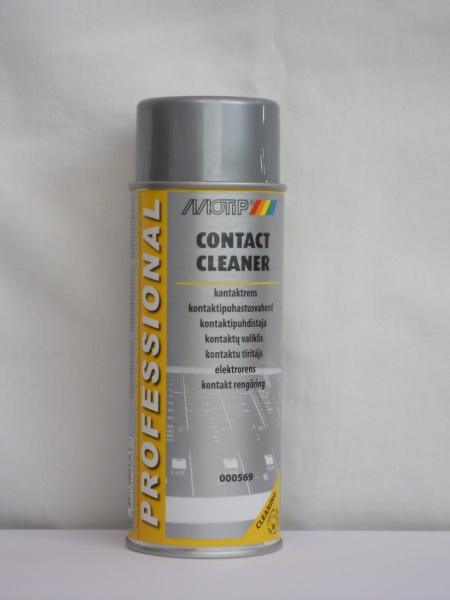 MOTIP
CONTACT
CLEANER
kontaktrens
kontaktipuhastusvahend
kontaktipuhdistaja
kontaktų valiklis
kontaktu tīrītājs
elektrorens
kontakt rengöring
000569
CLEANING
PROFESSIONAL